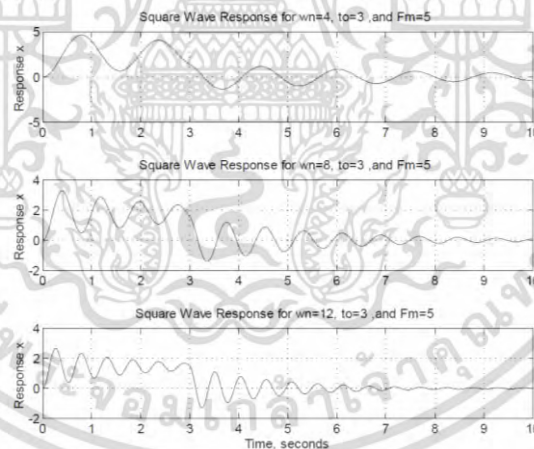 Square Wave Response for wn=4, to=3 ,and Fm=5
5
0
-5
Response x
0 1 2 3 4 5 6 7 8 9 10
Square Wave Response for wn=8, to=3 ,and Fm=5
4
2
0
-2
Response x
0 1 2 3 4 5 6 7 8 9 10
Square Wave Response for wn=12, to=3 ,and Fm=5
4
2
0
-2
Response x
0 1 2 3 4 5 6 7 8 9 10
Time, seconds